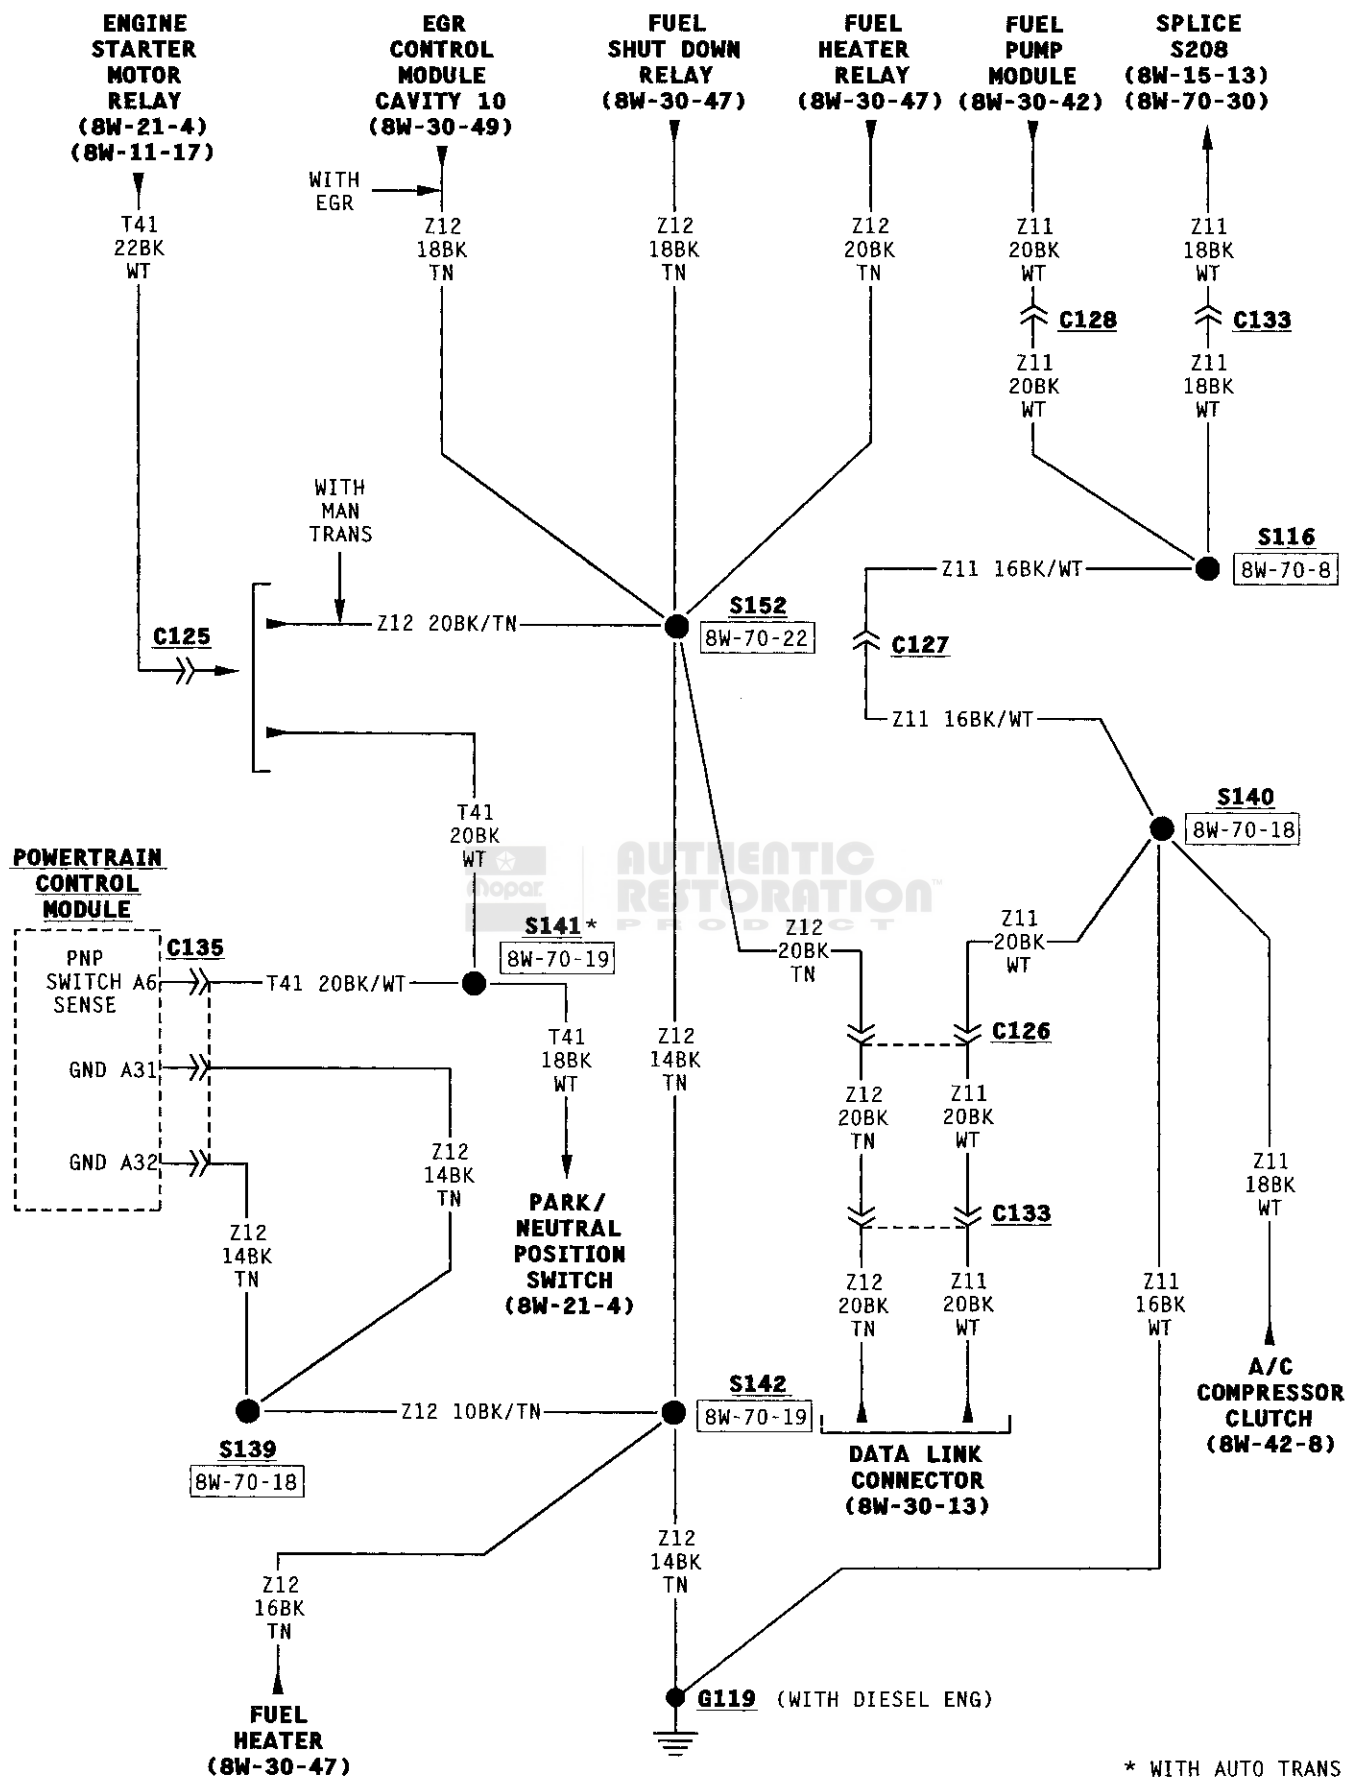 ENGINE
STARTER
MOTOR
RELAY
(8W-21-4)
(8W-11-17)
EGR
CONTROL
MODULE
CAVITY 10
(8W-30-49)
FUEL
SHUT DOWN
RELAY
(8W-30-47)
FUEL
HEATER
RELAY
(8W-30-47)
FUEL
PUMP
MODULE
(8W-30-42)
SPLICE
S208
(8W-15-13)
(8W-70-30)
WITH
EGR
T41
22BK
WT
Z12
18BK
TN
Z12
18BK
TN
Z12
20BK
TN
Z11
20BK
WT
Z11
18BK
WT
C128
C133
Z11
20BK
WT
Z11
18BK
WT
WITH
MAN
TRANS
S116
8W-70-8
Z11 16BK/WT
C125
Z12 20BK/TN
S152
8W-70-22
C127
Z11 16BK/WT
T41
20BK
WT
S140
8W-70-18
Mopar
AUTHENTIC
RESTORATION™
PRODUCT
POWERTRAIN
CONTROL
MODULE
C135
PNP
SWITCH A6
SENSE
T41 20BK/WT
S141*
8W-70-19
Z12
20BK
TN
Z11
20BK
WT
GND A31
T41
18BK
WT
Z12
14BK
TN
C126
Z12
20BK
TN
Z11
20BK
WT
GND A32
Z12
14BK
TN
Z11
18BK
WT
PARK/
NEUTRAL
POSITION
SWITCH
(8W-21-4)
C133
Z12
14BK
TN
Z12
20BK
TN
Z11
20BK
WT
Z11
16BK
WT
A/C
COMPRESSOR
CLUTCH
(8W-42-8)
Z12 10BK/TN
S142
8W-70-19
S139
8W-70-18
DATA LINK
CONNECTOR
(8W-30-13)
Z12
14BK
TN
Z12
16BK
TN
G119 (WITH DIESEL ENG)
FUEL
HEATER
(8W-30-47)
* WITH AUTO TRANS